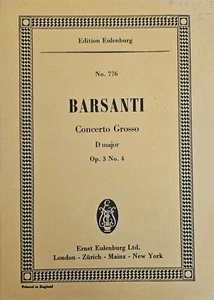 Edition Eulenburg
No. 776
BARSANTI
Concerto Grosso
D major
Op. 3 No. 4
Ernst Eulenburg Ltd.
London - Zürich - Mainz - New York
Printed in England